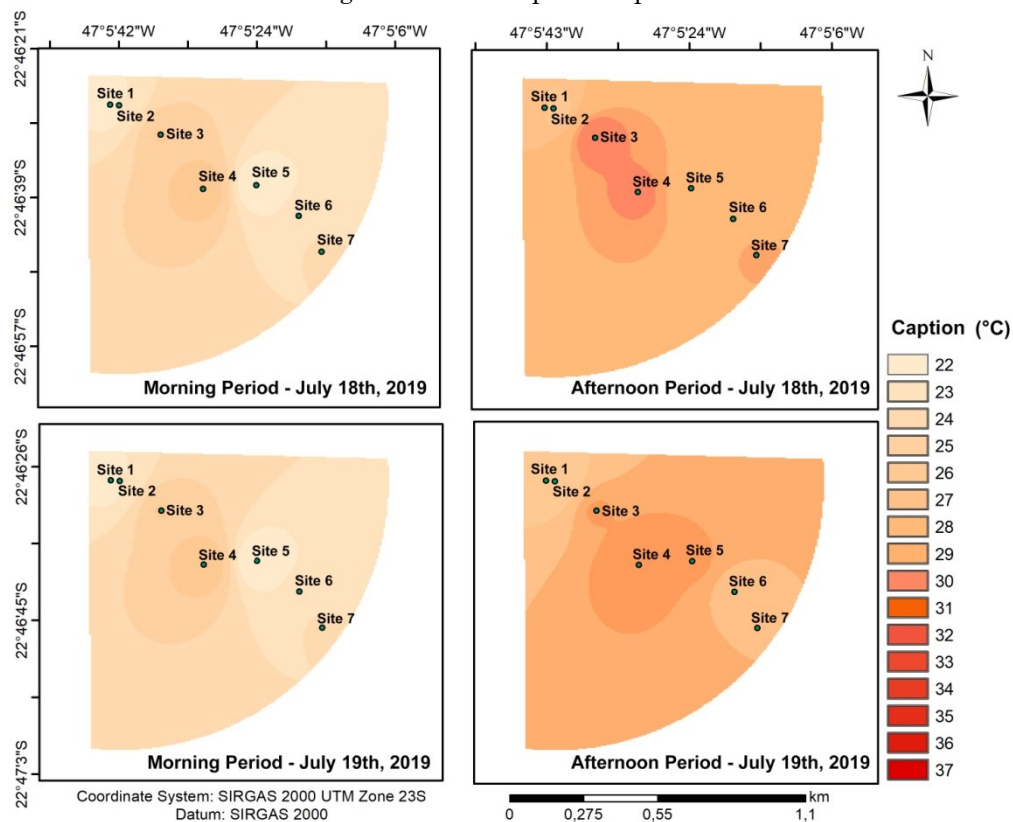 47°5'42"W 47°5'24"W 47°5'6"W
22°46'21"S
22°46'39"S
22°46'57"S
Site 1
Site 2
Site 3
Site 4
Site 5
Site 6
Site 7
Morning Period - July 18th, 2019
47°5'43"W 47°5'24"W 47°5'6"W
Site 1
Site 2
Site 3
Site 4
Site 5
Site 6
Site 7
Afternoon Period - July 18th, 2019
N
22°46'26"S
22°46'45"S
22°47'3"S
Site 1
Site 2
Site 3
Site 4
Site 5
Site 6
Site 7
Morning Period - July 19th, 2019
Site 1
Site 2
Site 3
Site 4
Site 5
Site 6
Site 7
Afternoon Period - July 19th, 2019
Caption (°C)
22
23
24
25
26
27
28
29
30
31
32
33
34
35
36
37
Coordinate System: SIRGAS 2000 UTM Zone 23S
Datum: SIRGAS 2000
km
0 0,275 0,55 1,1